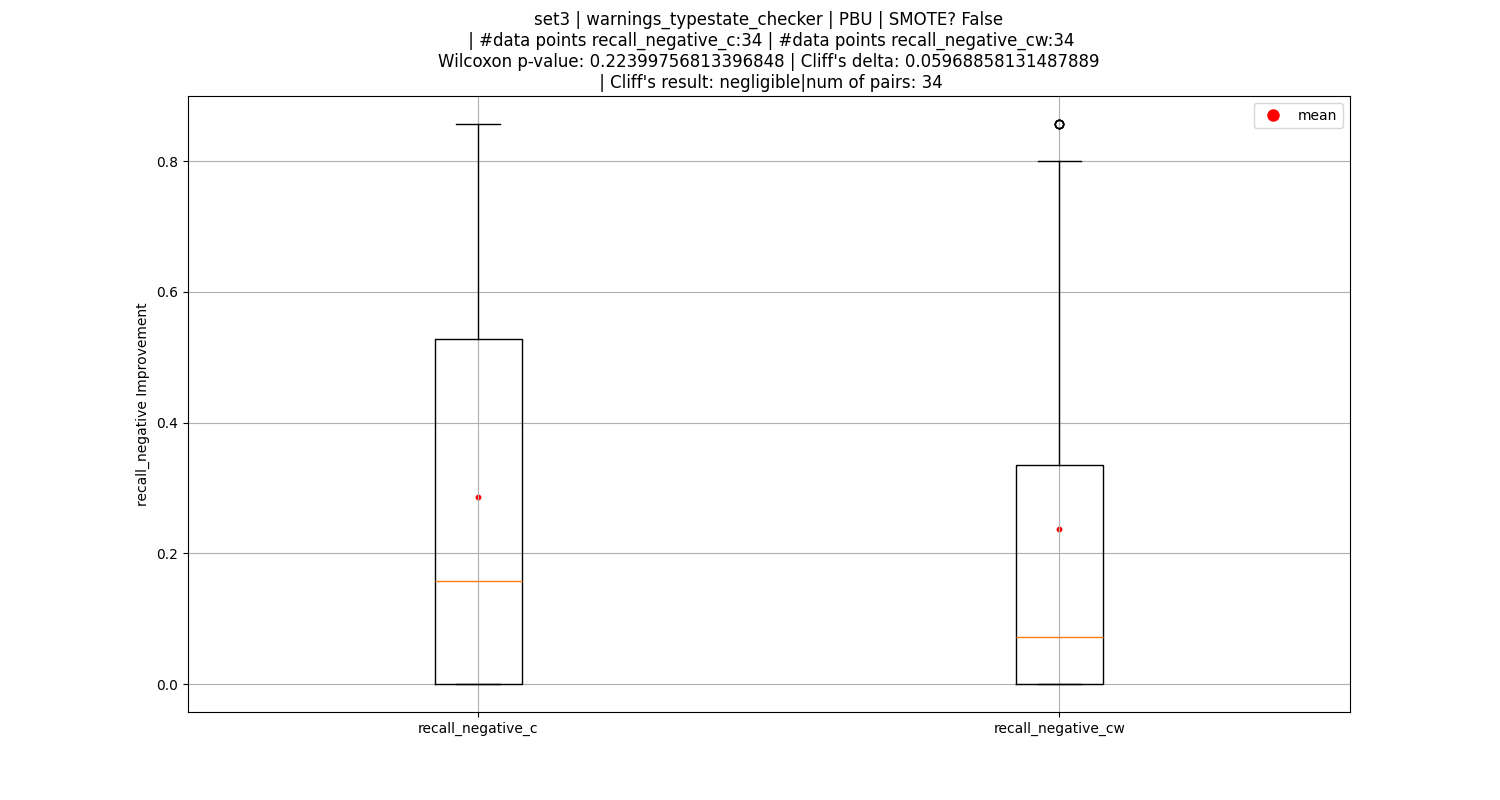 set3 | warnings_typestate_checker | PBU | SMOTE? False
| #data points recall_negative_c:34 | #data points recall_negative_cw:34
Wilcoxon p-value: 0.22399756813396848 | Cliff's delta: 0.05968858131487889
| Cliff's result: negligible|num of pairs: 34
mean
0.8
0.6
0.4
0.2
0.0
recall_negative Improvement
recall_negative_c
recall_negative_cw